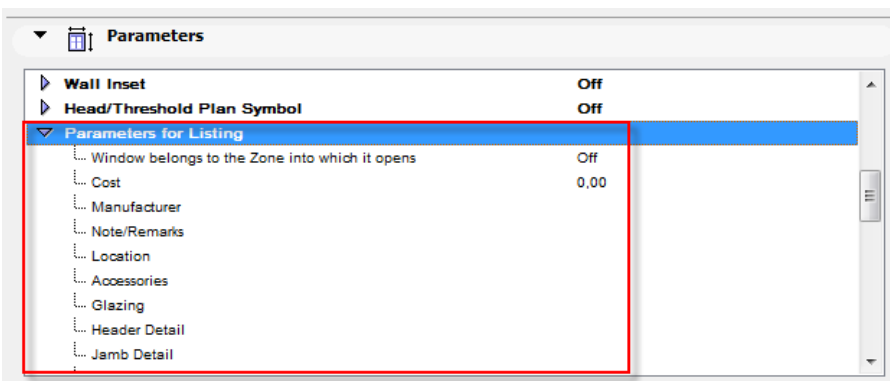 Parameters
Wall Inset Off
Head/Threshold Plan Symbol Off
Parameters for Listing
Window belongs to the Zone into which it opens Off
Cost 0,00
Manufacturer
Note/Remarks
Location
Accessories
Glazing
Header Detail
Jamb Detail